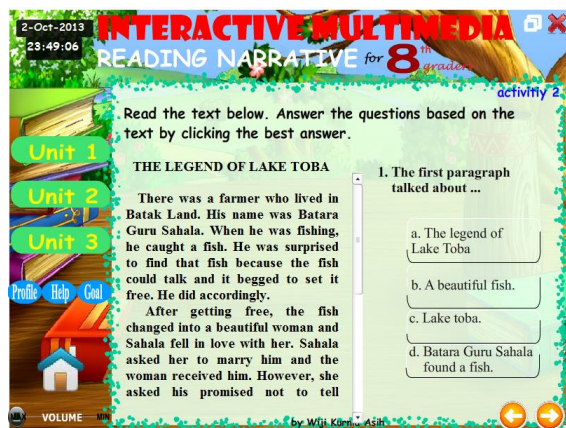 2-Oct-2013
23:49:06
INTERACTIVE MULTIMEDIA
READING NARRATIVE for 8th graders
activitiy 2
Read the text below. Answer the questions based on the
text by clicking the best answer.
Unit 1
Unit 2
Unit 3
Profile Help Goal
VOLUME MIN
THE LEGEND OF LAKE TOBA
There was a farmer who lived in
Batak Land. His name was Batara
Guru Sahala. When he was fishing,
he caught a fish. He was surprised
to find that fish because the fish
could talk and it begged to set it
free. He did accordingly.
After getting free, the fish
changed into a beautiful woman and
Sahala fell in love with her. Sahala
asked her to marry him and the
woman received him. However, she
asked his promised not to tell
1. The first paragraph
talked about ...
a. The legend of
Lake Toba
b. A beautiful fish.
c. Lake toba.
d. Batara Guru Sahala
found a fish.
by Wiji Kurnia Asih